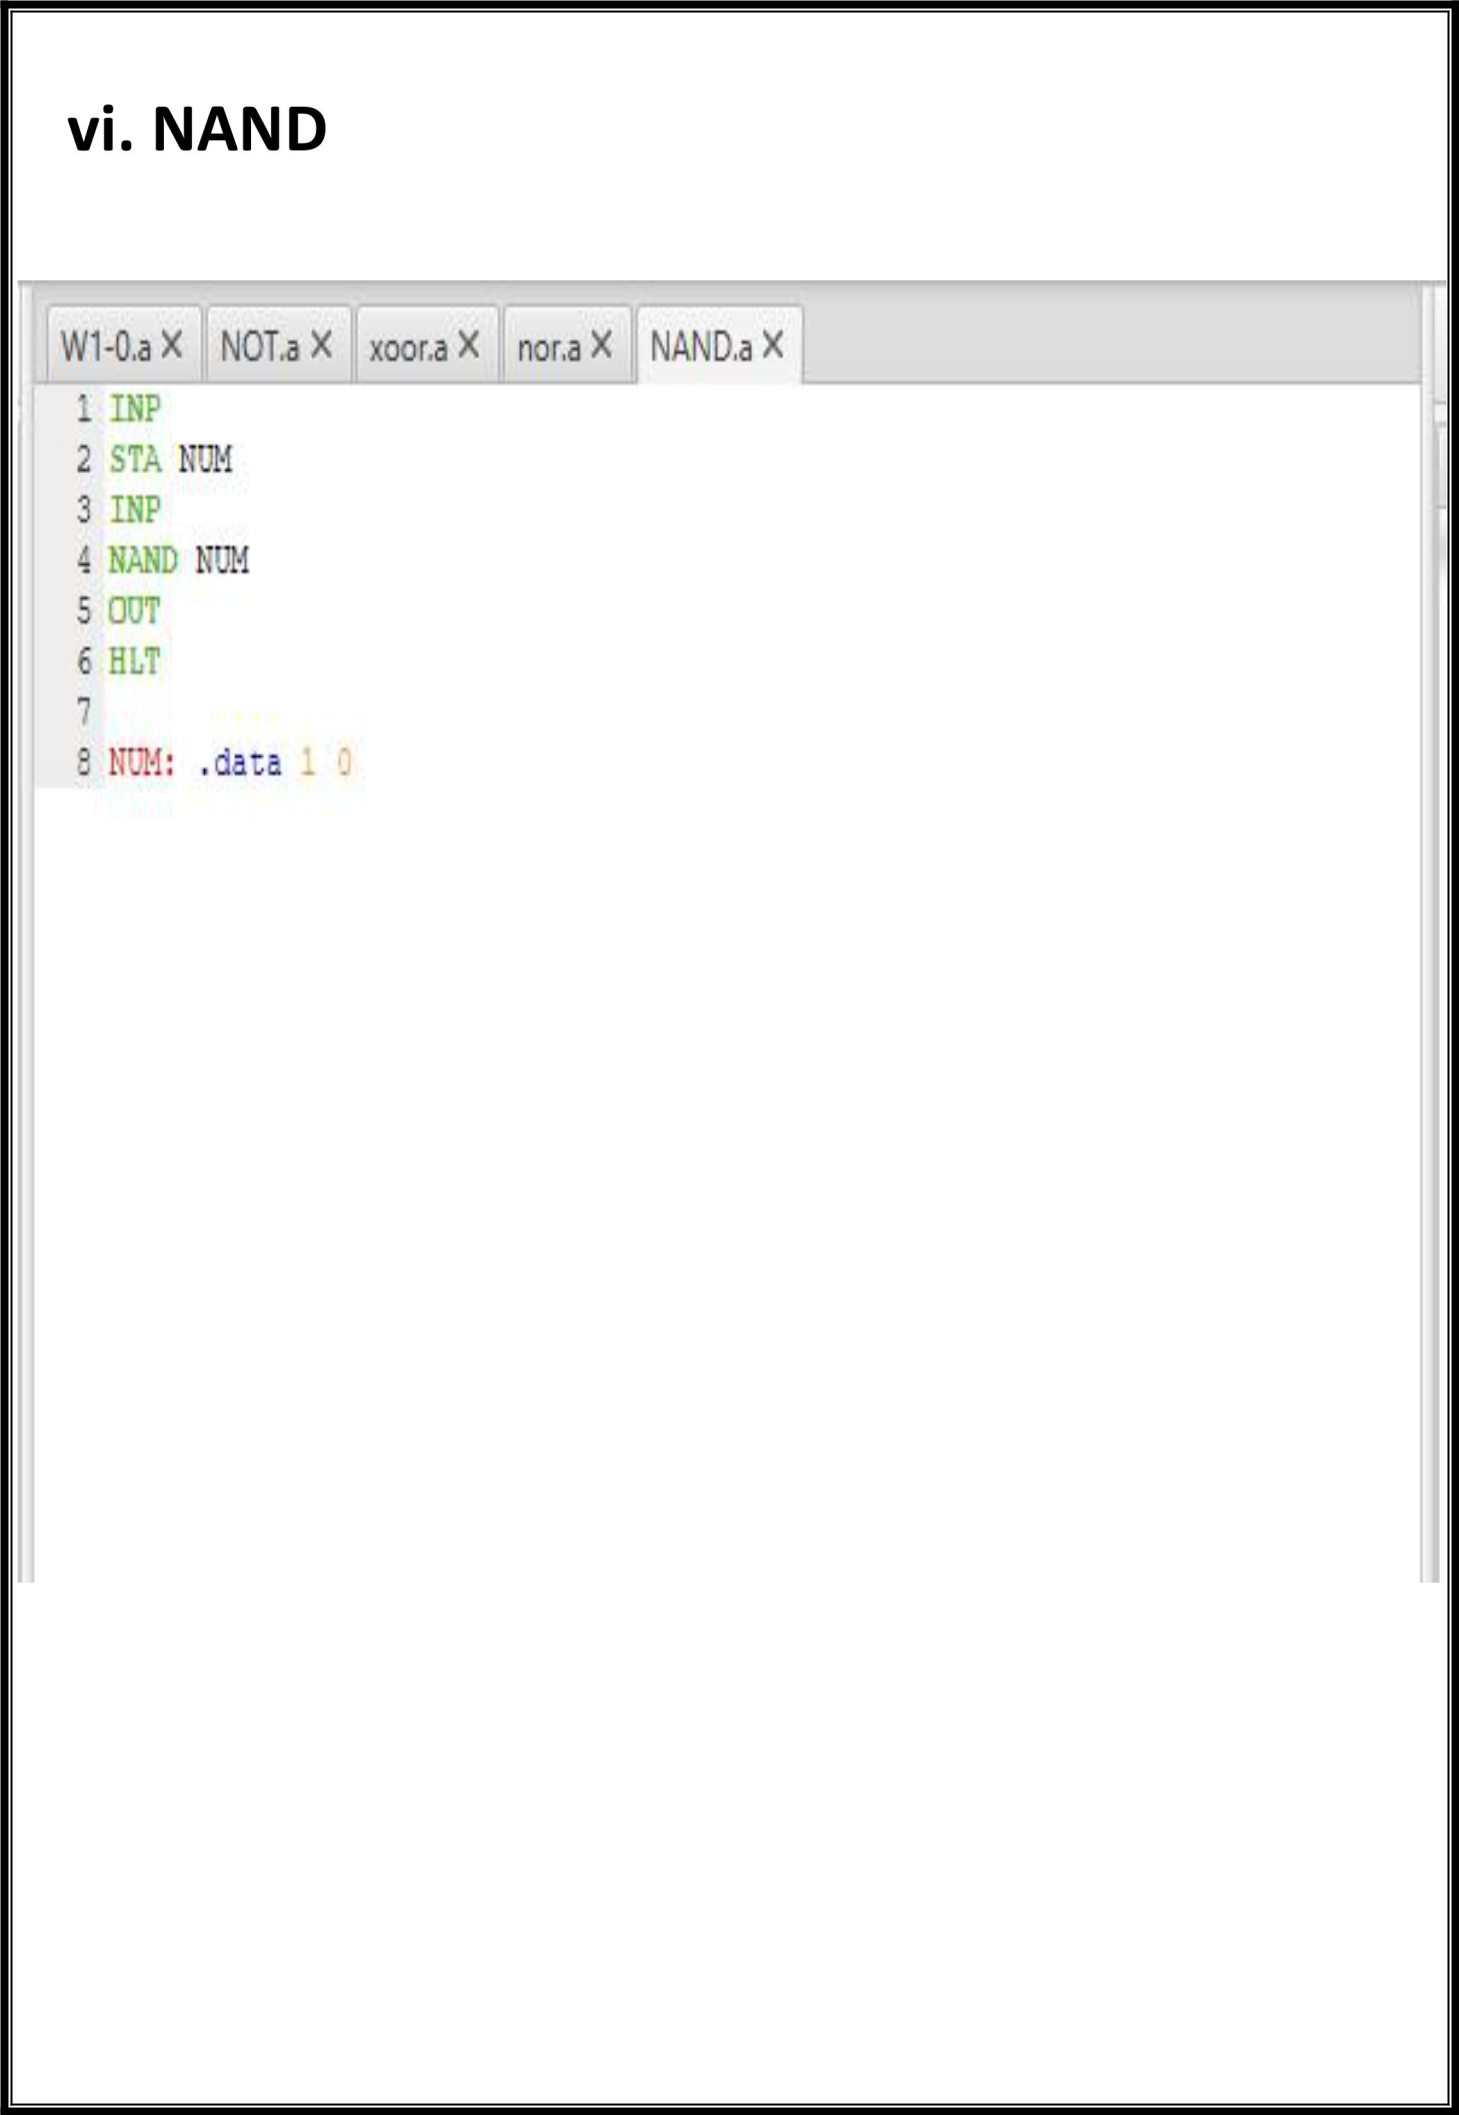 vi. NAND
W1-0.a X NOT.a X xoor.a X nor.a X NAND.a X
1 INP
2 STA NUM
3 INP
4 NAND NUM
5 OUT
6 HLT
7
8 NUM: .data 1 0